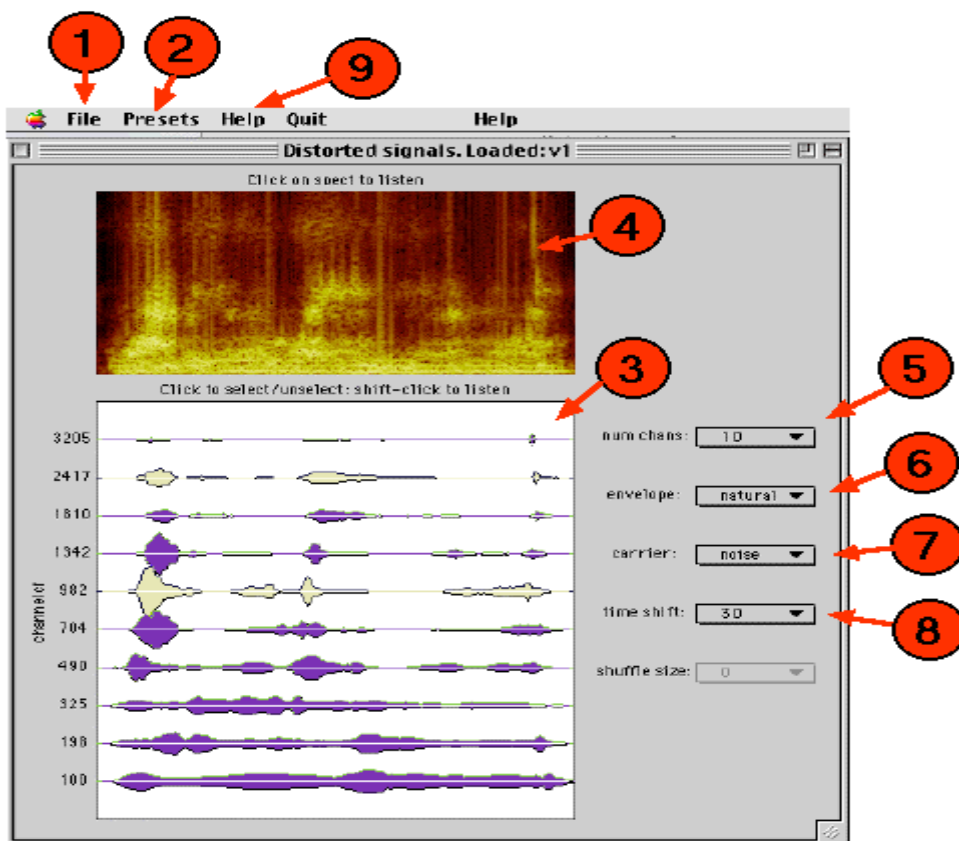 1 2 9
File Presets Help Quit Help
Distorted signals. Loaded: v1
Click on spect to listen
4
Click to select/unselect: shift-click to listen
3
5
3205
num chans: 10
2417
6
envelope: natural
1810
1342
carrier: noise
7
982
channel cf
time shift: 30
8
704
490
shuffle size: 0
325
198
100